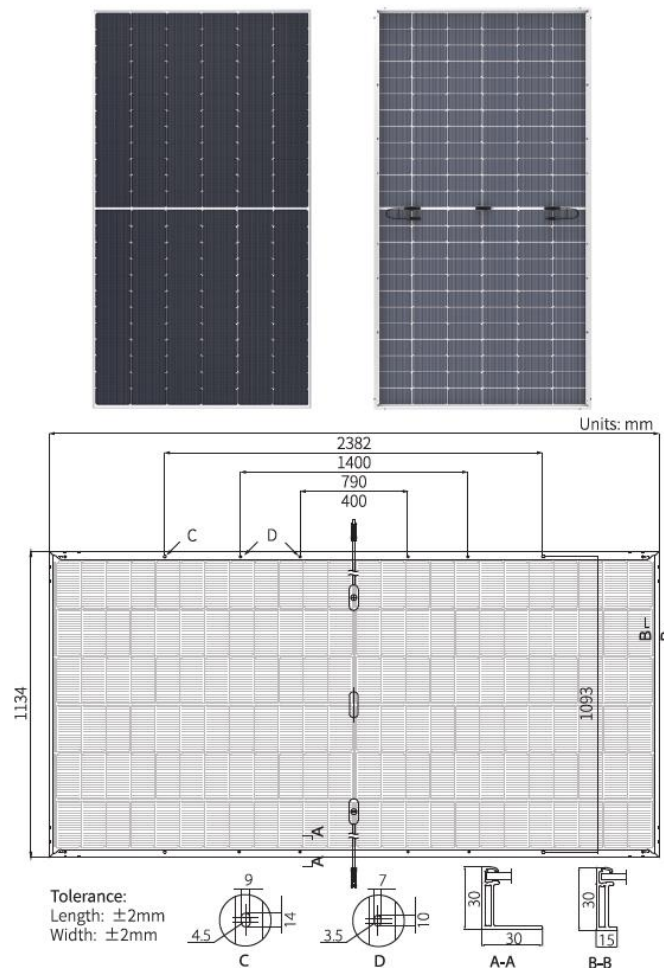 Units: mm
2382
1400
790
400
C
D
B
1134
1093
A
A
Tolerance:
Length: ±2mm
Width: ±2mm
9
14
4.5
C
7
10
3.5
D
30
30
A-A
30
15
B-B